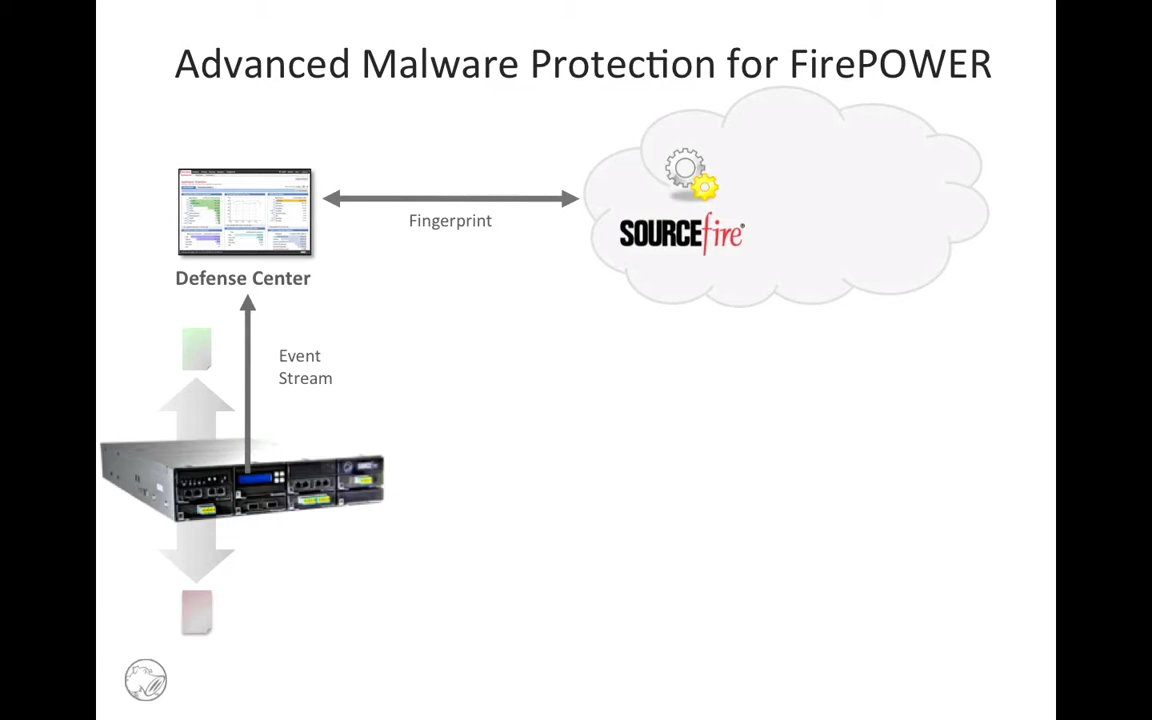 Advanced Malware Protection for FirePOWER
Fingerprint
SOURCEfire®
Defense Center
Event
Stream